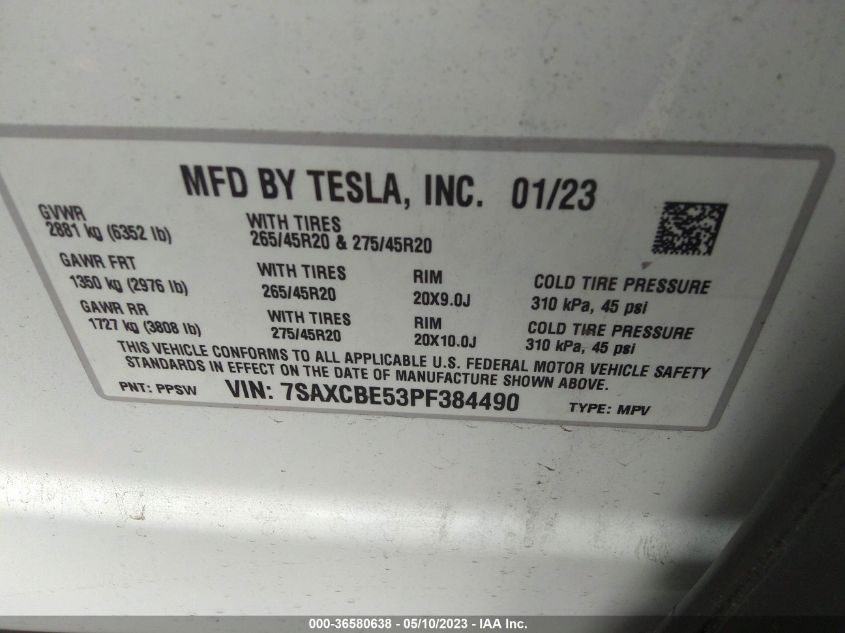 MFD BY TESLA, INC. 01/23
GVWR
2881 kg (6352 lb)
WITH TIRES
265/45R20 & 275/45R20
GAWR FRT
1350 kg (2976 lb)
WITH TIRES
265/45R20
RIM
20X9.0J
COLD TIRE PRESSURE
310 kPa, 45 psi
GAWR RR
1727 kg (3808 lb)
WITH TIRES
275/45R20
RIM
20X10.0J
COLD TIRE PRESSURE
310 kPa, 45 psi
THIS VEHICLE CONFORMS TO ALL APPLICABLE U.S. FEDERAL MOTOR VEHICLE SAFETY
STANDARDS IN EFFECT ON THE DATE OF MANUFACTURE SHOWN ABOVE.
PNT: PPSW VIN: 7SAXCBE53PF384490 TYPE: MPV
000-36580638 - 05/10/2023 - IAA Inc.